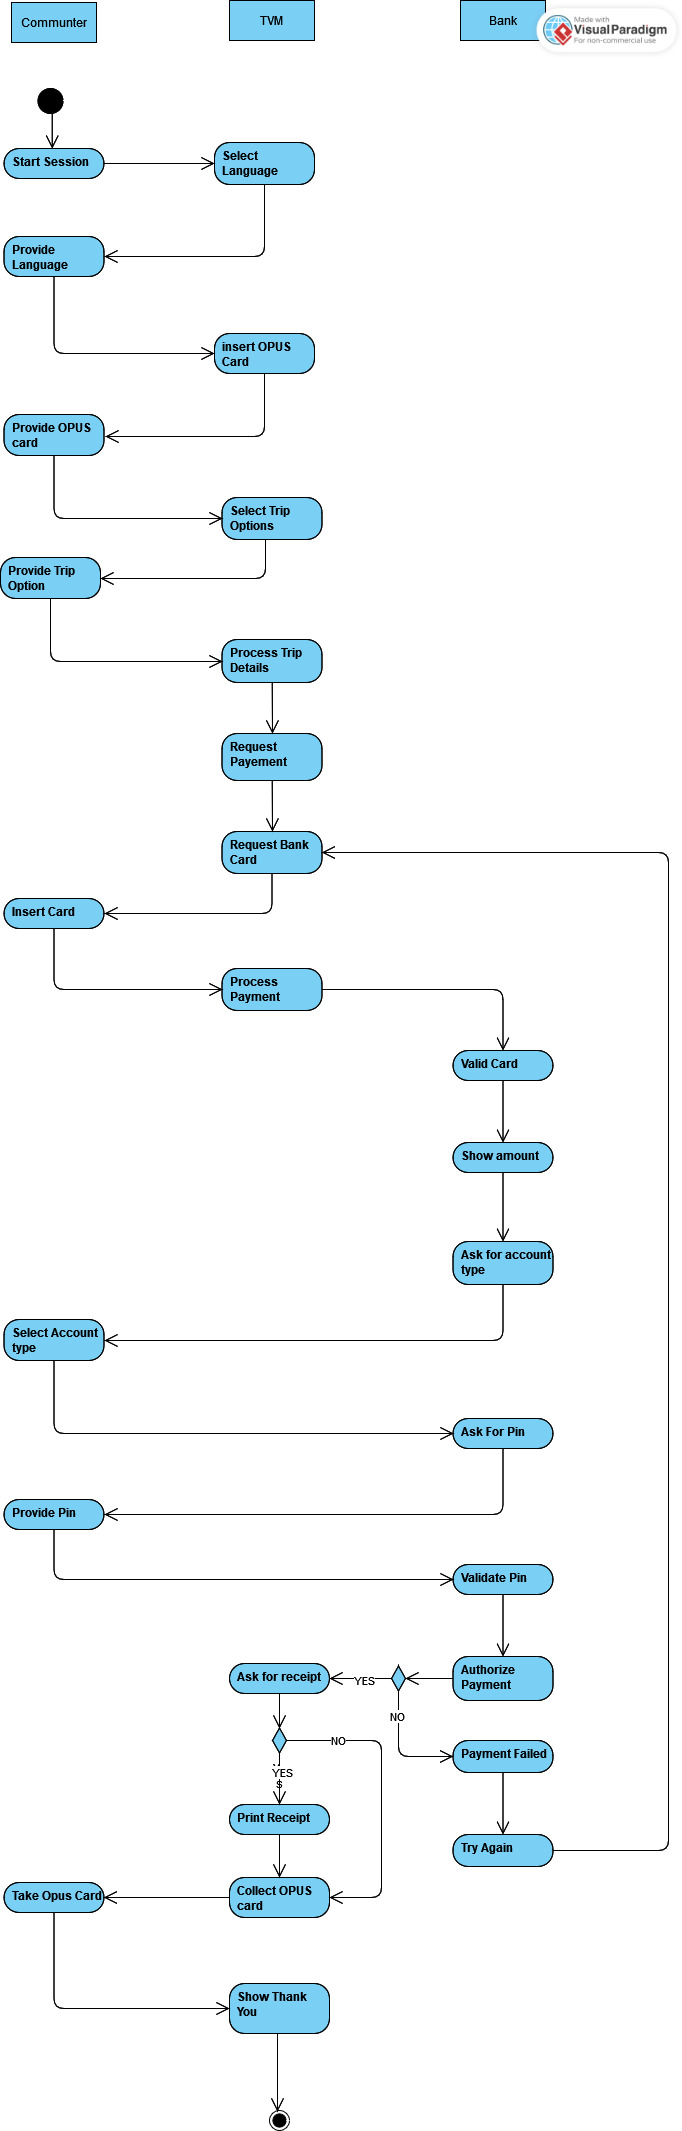 Communter
TVM
Bank
Made with
VisualParadigm
For non-commercial use
Start Session
Select
Language
Provide
Language
insert OPUS
Card
Provide OPUS
card
Select Trip
Options
Provide Trip
Option
Process Trip
Details
Request
Payement
Request Bank
Card
Insert Card
Process
Payment
Valid Card
Show amount
Ask for account
type
Select Account
type
Ask For Pin
Provide Pin
Validate Pin
Authorize
Payment
YES
Ask for receipt
NO
Payment Failed
NO
YES
Print Receipt
Try Again
Collect OPUS
card
Take Opus Card
Show Thank
You